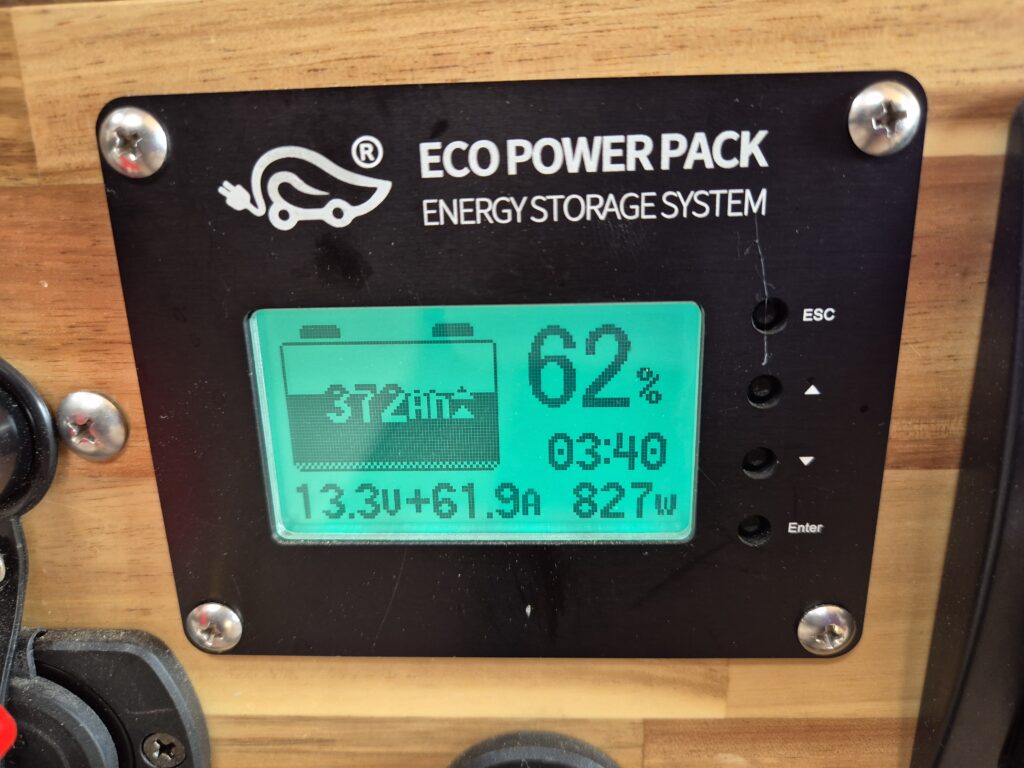 ®
ECO POWER PACK
ENERGY STORAGE SYSTEM
ESC
62%
372AH
03:40
13.3V+61.9A 827W
Enter